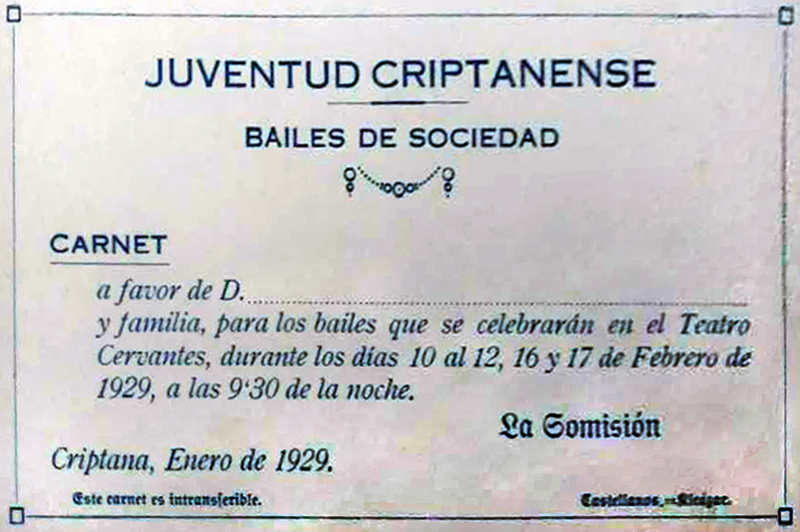 JUVENTUD CRIPTANENSE
BAILES DE SOCIEDAD
CARNET
a favor de D.
y familia, para los bailes que se celebrarán en el Teatro
Cervantes, durante los días 10 al 12, 16 y 17 de Febrero de
1929, a las 9‘30 de la noche.
La Comisión
Criptana, Enero de 1929.
Este carnet es intransferible.
Castellanos.—Alcázar.